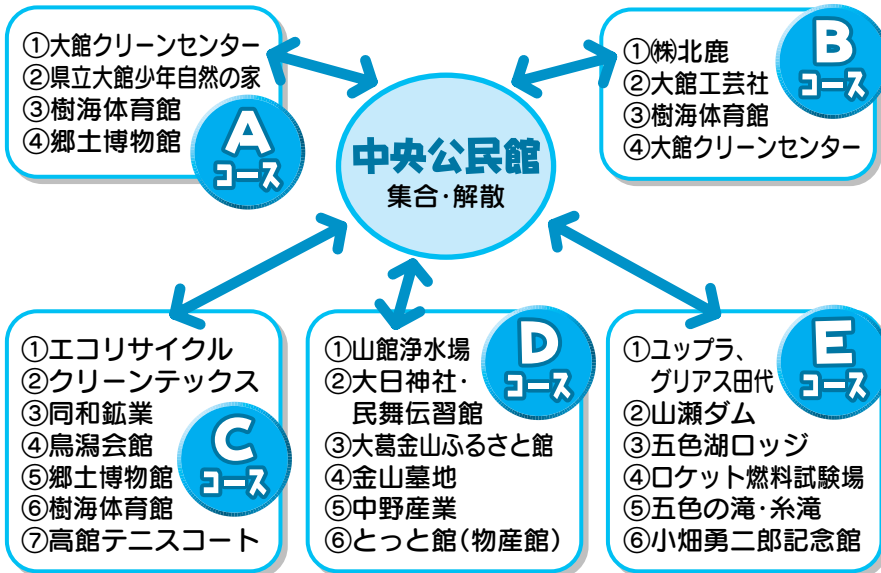 ①大館クリーンセンター
②県立大館少年自然の家
③樹海体育館
④郷土博物館
A
コース
①㈱北鹿
②大館工芸社
③樹海体育館
④大館クリーンセンター
B
コース
中央公民館
集合・解散
①エコリサイクル
②クリーンテックス
③同和鉱業
④鳥潟会館
⑤郷土博物館
⑥樹海体育館
⑦高館テニスコート
C
コース
①山館浄水場
②大日神社・
民舞伝習館
③大葛金山ふるさと館
④金山墓地
⑤中野産業
⑥とっと館(物産館)
D
コース
①ユップラ、
グリアス田代
②山瀬ダム
③五色湖ロッジ
④ロケット燃料試験場
⑤五色の滝・糸滝
⑥小畑勇二郎記念館
E
コース